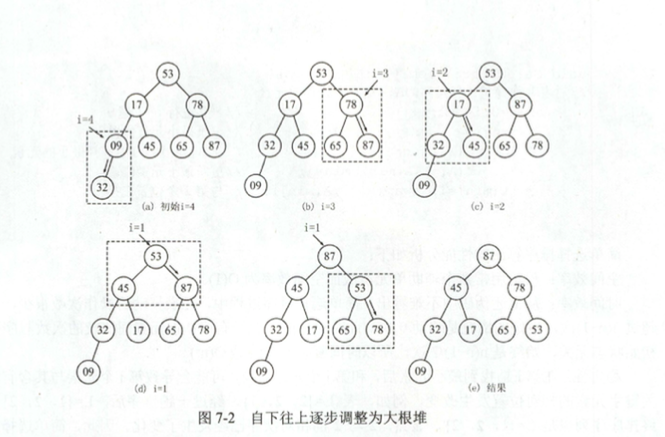 53
17 78
i=4
09 45 65 87
32
(a) 初始i=4
53
i=3
17 78
32 45 65 87
09
(b) i=3
i=2
53
17 87
32 45 65 78
09
(c) i=2
i=1
53
45 87
32 17 65 78
09
(d) i=1
i=1
87
45 53
32 17 65 78
09
87
45 78
32 17 65 53
09
(e) 结果
图 7-2 自下往上逐步调整为大根堆